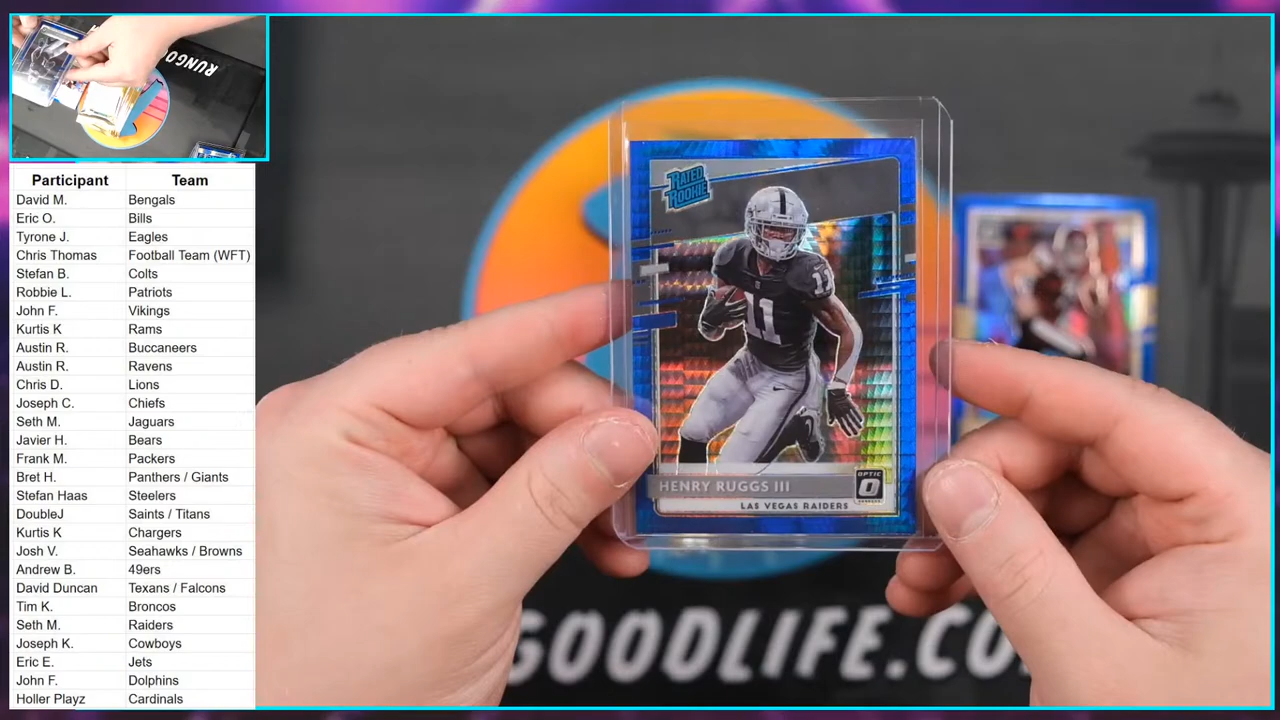 RUNGOOD
Participant Team
David M. Bengals
Eric O. Bills
Tyrone J. Eagles
Chris Thomas Football Team (WFT)
Stefan B. Colts
Robbie L. Patriots
John F. Vikings
Kurtis K Rams
Austin R. Buccaneers
Austin R. Ravens
Chris D. Lions
Joseph C. Chiefs
Seth M. Jaguars
Javier H. Bears
Frank M. Packers
Bret H. Panthers / Giants
Stefan Haas Steelers
DoubleJ Saints / Titans
Kurtis K Chargers
Josh V. Seahawks / Browns
Andrew B. 49ers
David Duncan Texans / Falcons
Tim K. Broncos
Seth M. Raiders
Joseph K. Cowboys
Eric E. Jets
John F. Dolphins
Holler Playz Cardinals
RATED
ROOKIE
11
11
HENRY RUGGS III
OPTIC
LAS VEGAS RAIDERS
GOODLIFE.CO